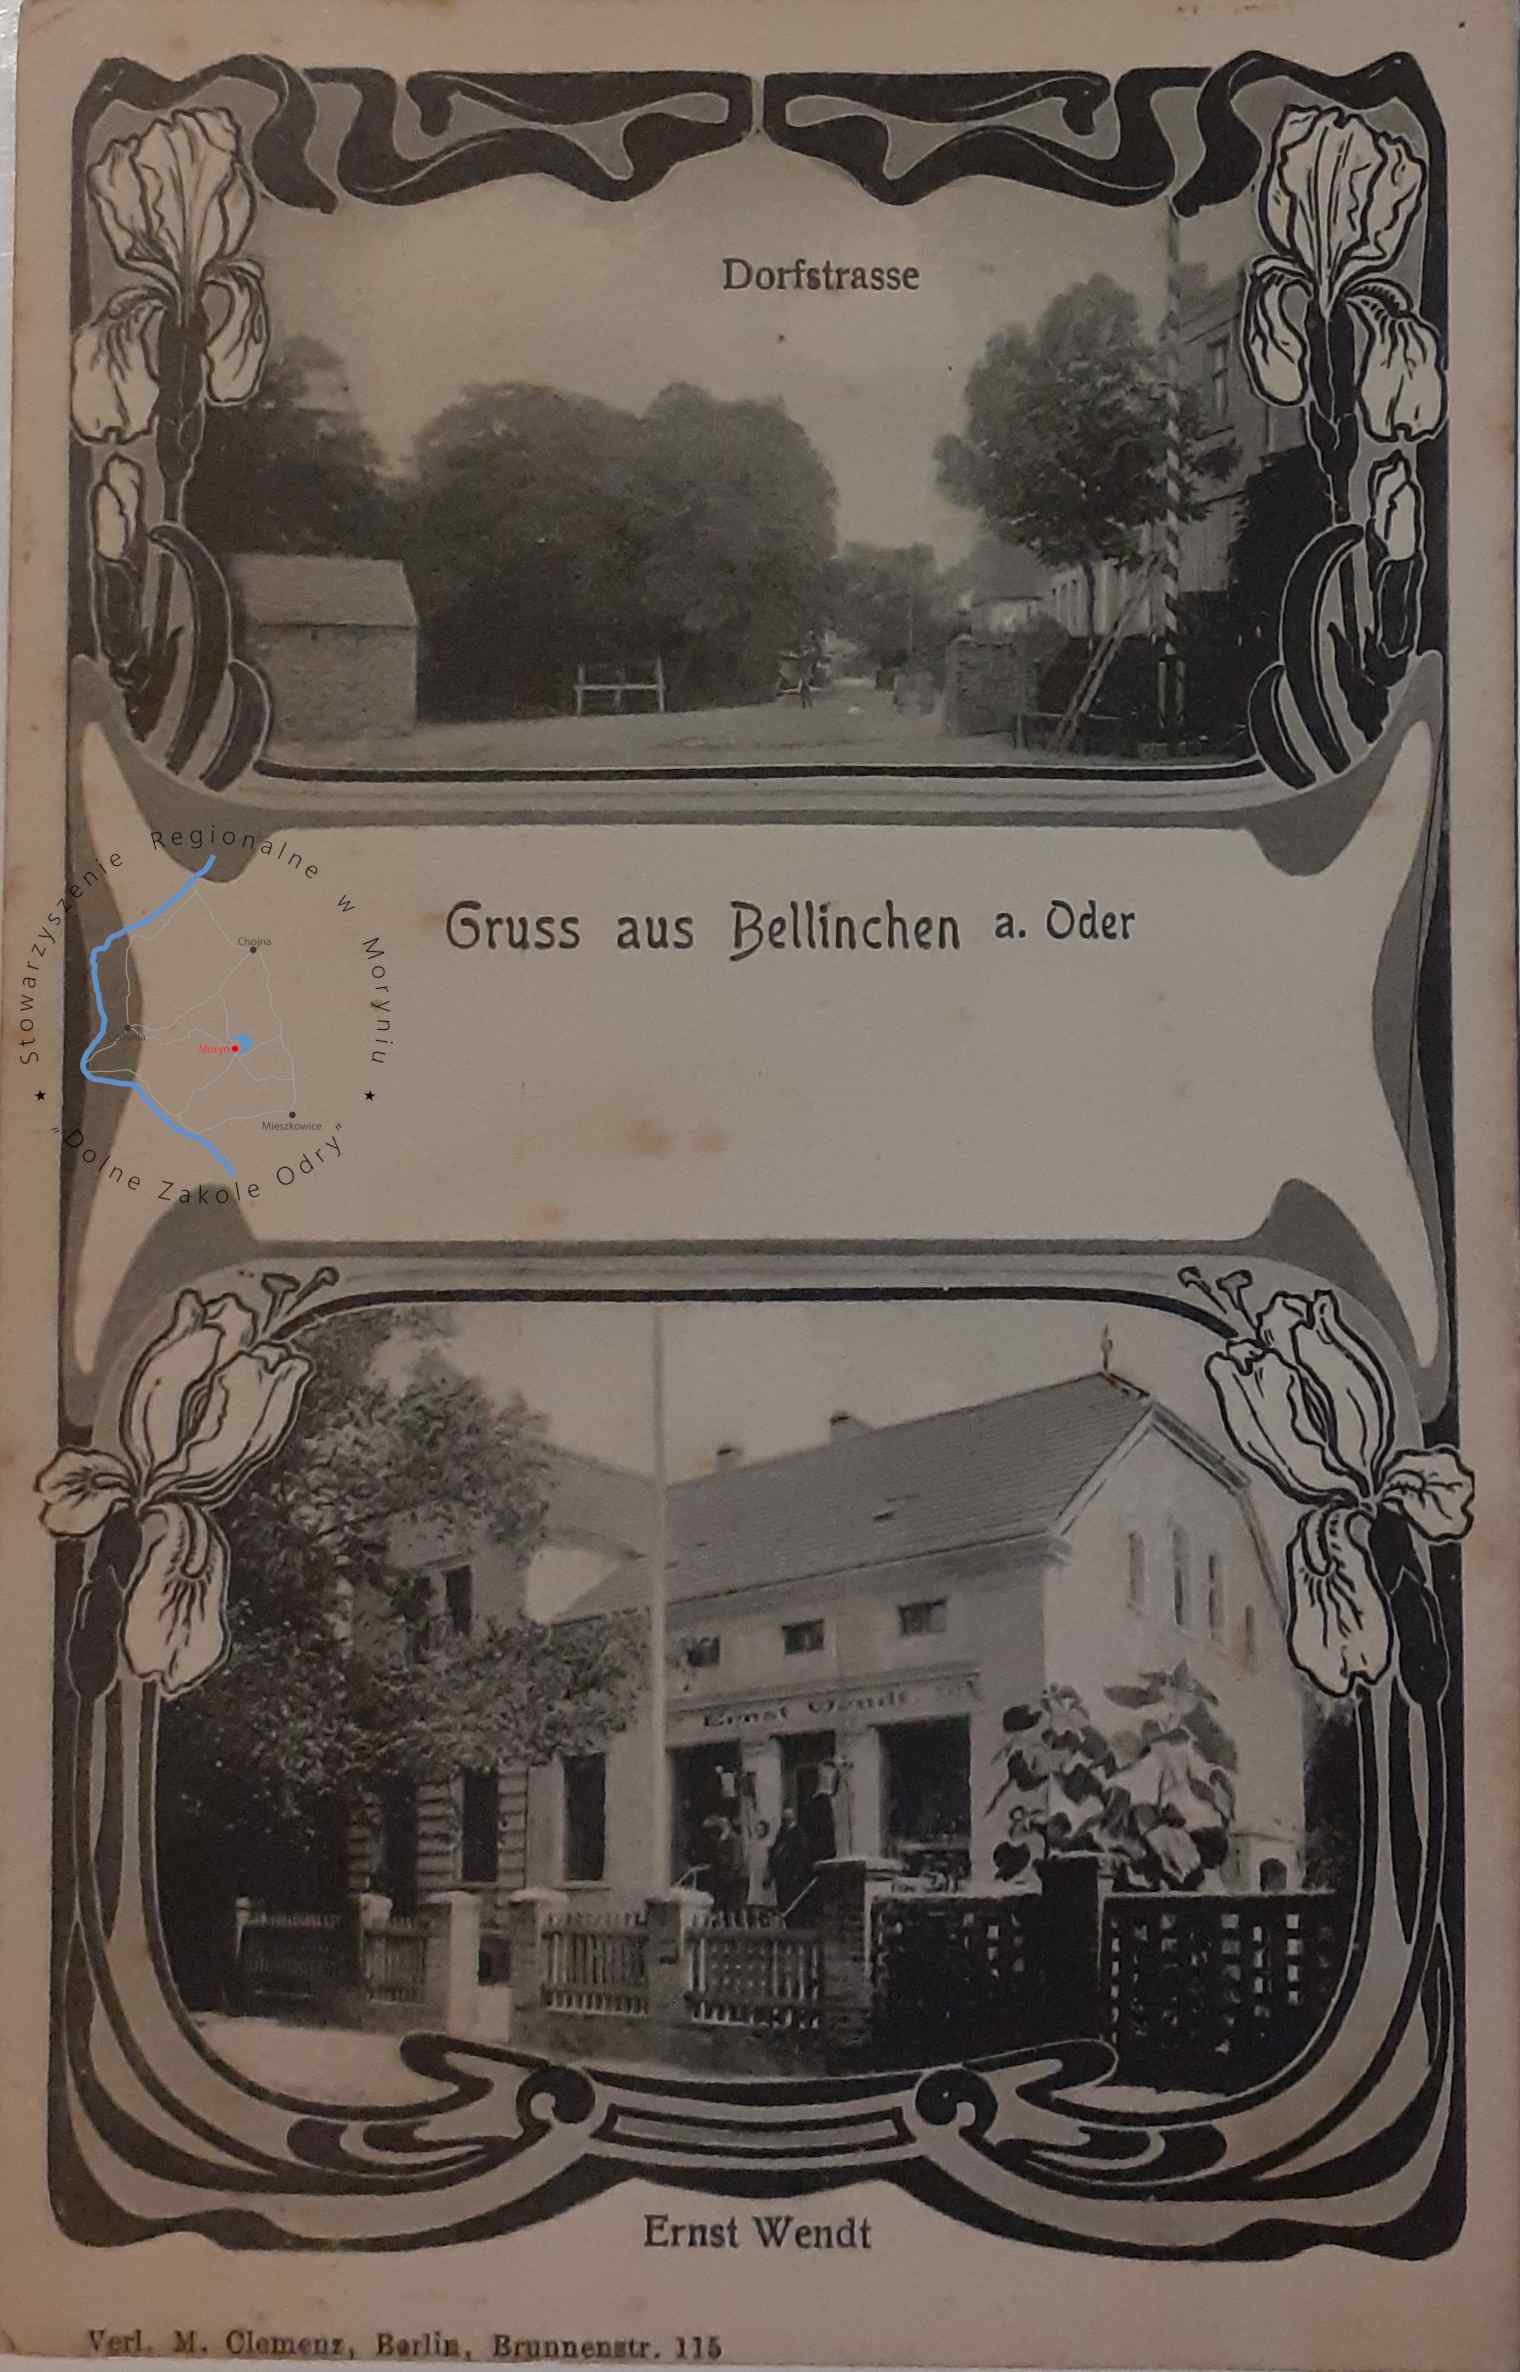 Dorfstrasse
Gruss aus Bellinchen a. Oder
Stowarzyszenie Regionalne w Moryniu
Chojna
Moryń
Mieszkowice
"Dolne Zakole Odry"
Ernst Wendt
Ernst Wendt
Verl. M. Clemenz, Berlin, Brunnenstr. 115